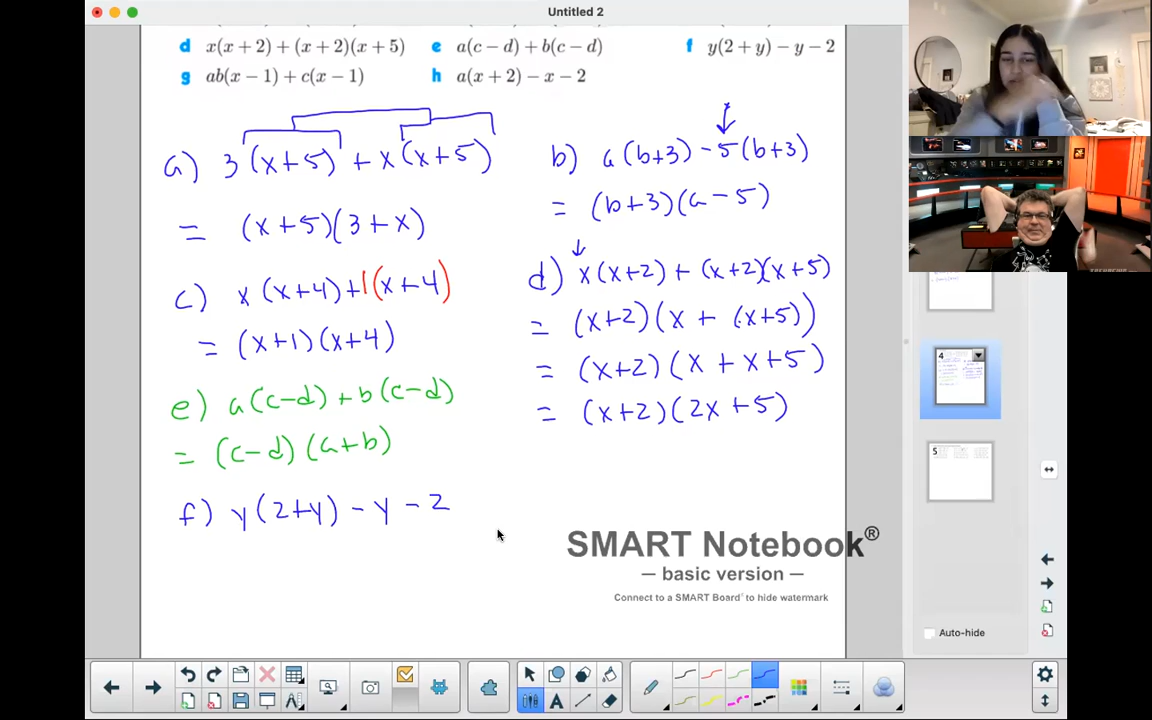 Untitled 2
d x(x + 2) + (x + 2)(x + 5) e a(c − d) + b(c − d) f y(2 + y) − y − 2
g ab(x − 1) + c(x − 1) h a(x + 2) − x − 2
a) 3(x+5) + x(x+5)
= (x+5)(3+x)
b) a(b+3) − 5(b+3)
= (b+3)(a−5)
c) x(x+4)+1(x+4)
= (x+1)(x+4)
d) x(x+2) + (x+2)(x+5)
= (x+2)(x + (x+5))
= (x+2)(x + x+5)
= (x+2)(2x+5)
e) a(c−d)+b(c−d)
= (c−d)(a+b)
f) y(2+y) − y − 2
SMART Notebook®
— basic version —
Connect to a SMART Board® to hide watermark
4
5
Auto-hide